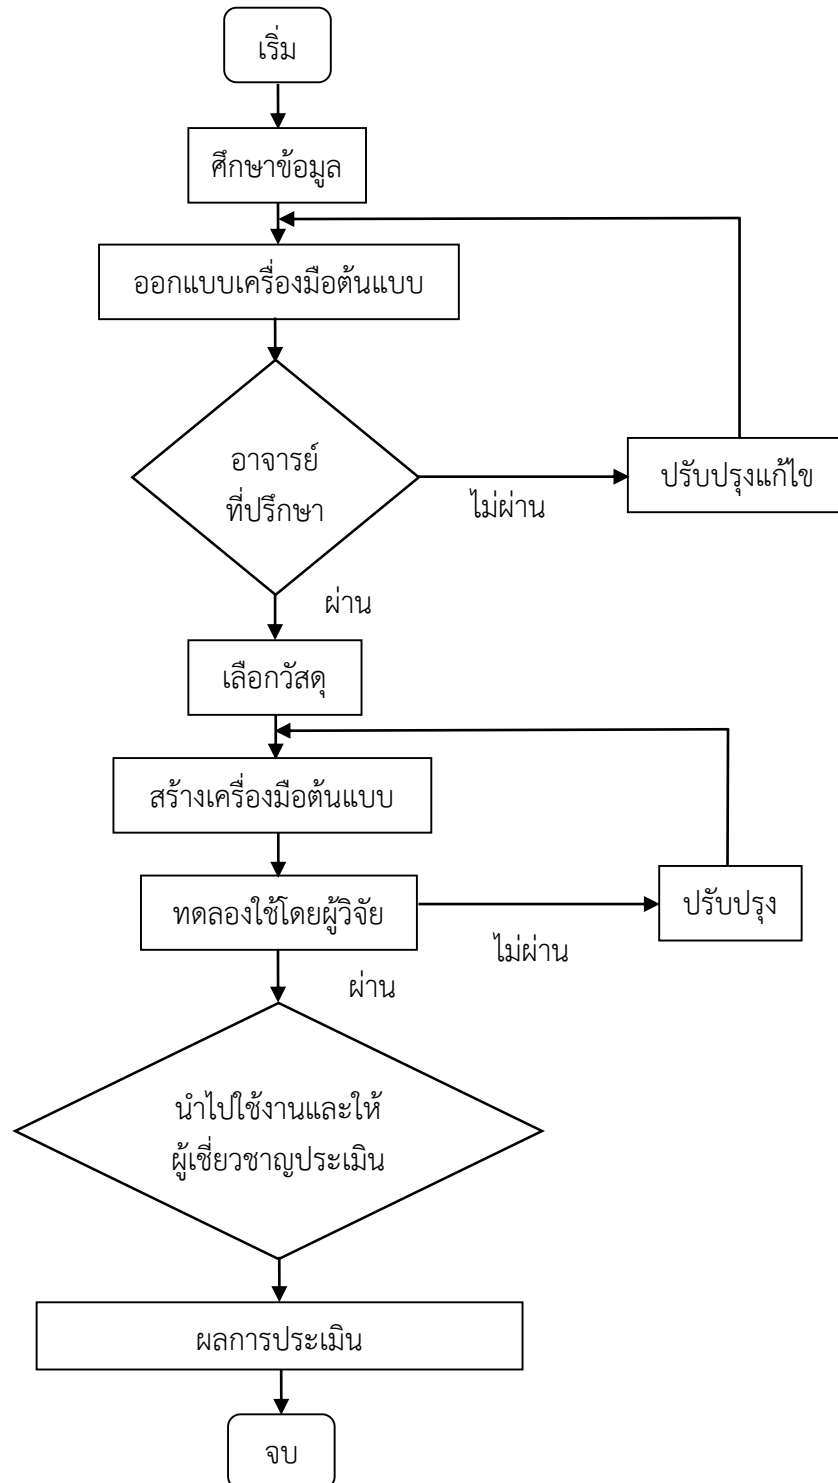 เริ่ม
ศึกษาข้อมูล
ออกแบบเครื่องมือต้นแบบ
อาจารย์
ที่ปรึกษา
ไม่ผ่าน
ปรับปรุงแก้ไข
ผ่าน
เลือกวัสดุ
สร้างเครื่องมือต้นแบบ
ทดลองใช้โดยผู้วิจัย
ไม่ผ่าน
ปรับปรุง
ผ่าน
นำไปใช้งานและให้
ผู้เชี่ยวชาญประเมิน
ผลการประเมิน
จบ